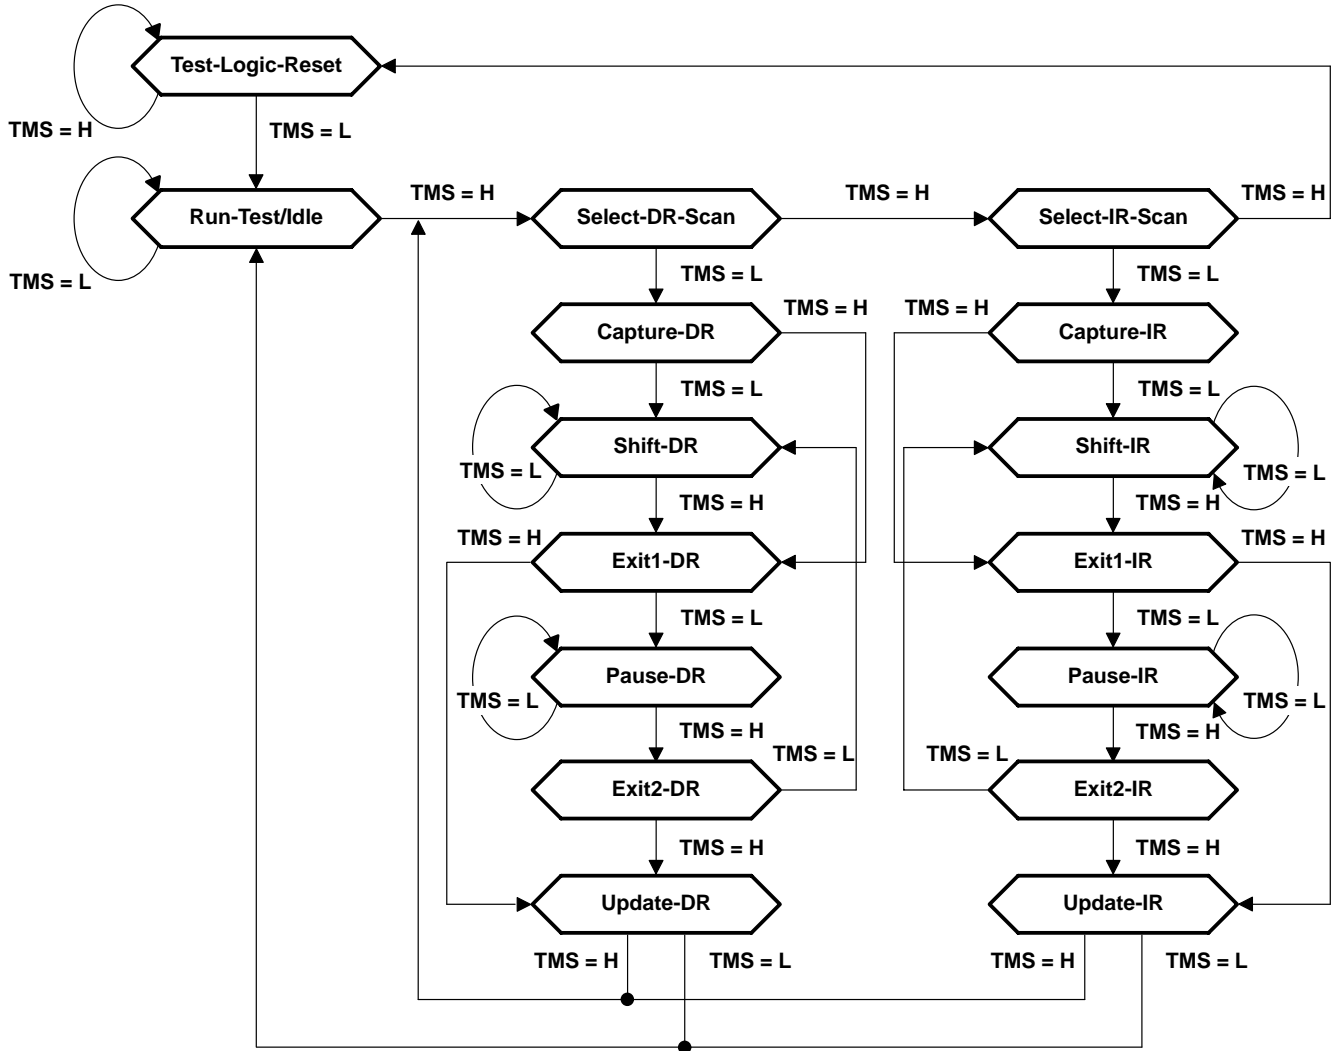 Test-Logic-Reset
TMS = H
TMS = L
Run-Test/Idle
TMS = L
TMS = H
Select-DR-Scan
TMS = H
Select-IR-Scan
TMS = H
TMS = L
TMS = L
Capture-DR
TMS = H
TMS = H
Capture-IR
TMS = L
TMS = L
Shift-DR
TMS = L
Shift-IR
TMS = L
TMS = H
TMS = H
TMS = H
Exit1-DR
Exit1-IR
TMS = H
TMS = L
TMS = L
Pause-DR
TMS = L
Pause-IR
TMS = L
TMS = H
TMS = H
Exit2-DR
TMS = L
TMS = L
Exit2-IR
TMS = H
TMS = H
Update-DR
Update-IR
TMS = H
TMS = L
TMS = H
TMS = L